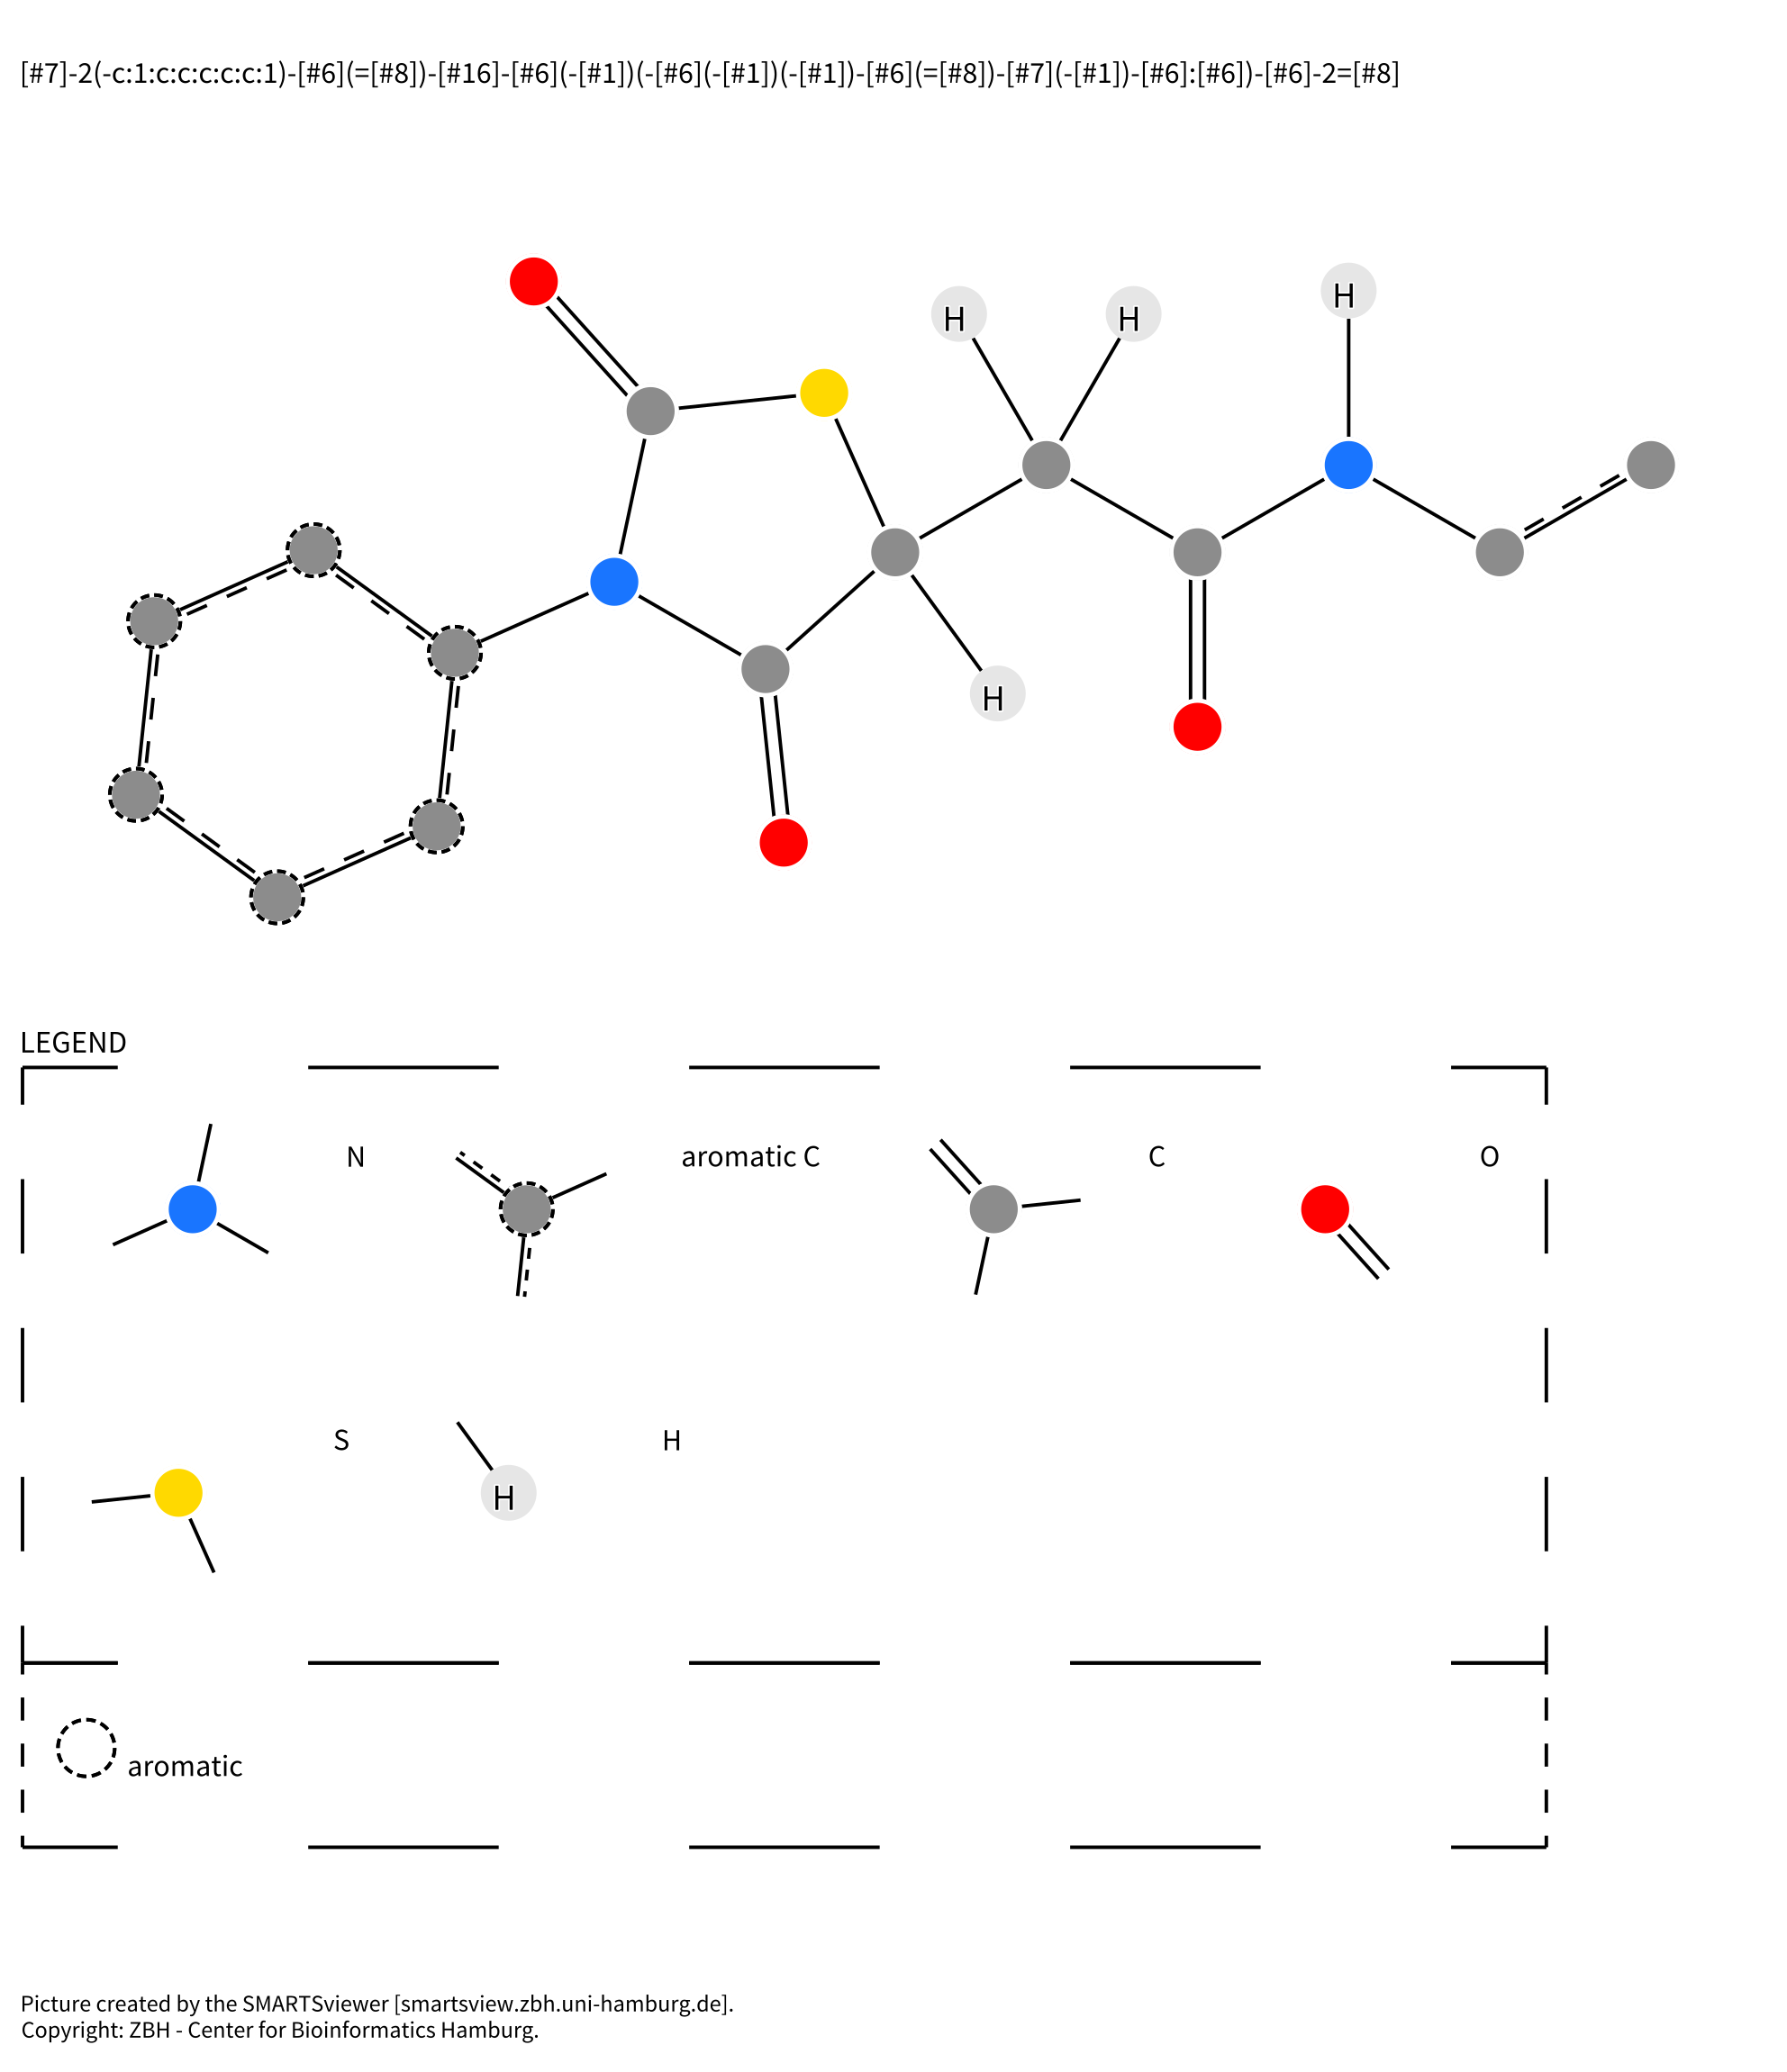 [#7]-2(-c:1:c:c:c:c:c:1)-[#6](=[#8])-[#16]-[#6](-[#1])(-[#6](-[#1])(-[#1])-[#6](=[#8])-[#7](-[#1])-[#6]:[#6])-[#6]-2=[#8]
H H H
H
LEGEND
N aromatic C C O
S H
H
aromatic
Picture created by the SMARTSviewer [smartsview.zbh.uni-hamburg.de].
Copyright: ZBH - Center for Bioinformatics Hamburg.